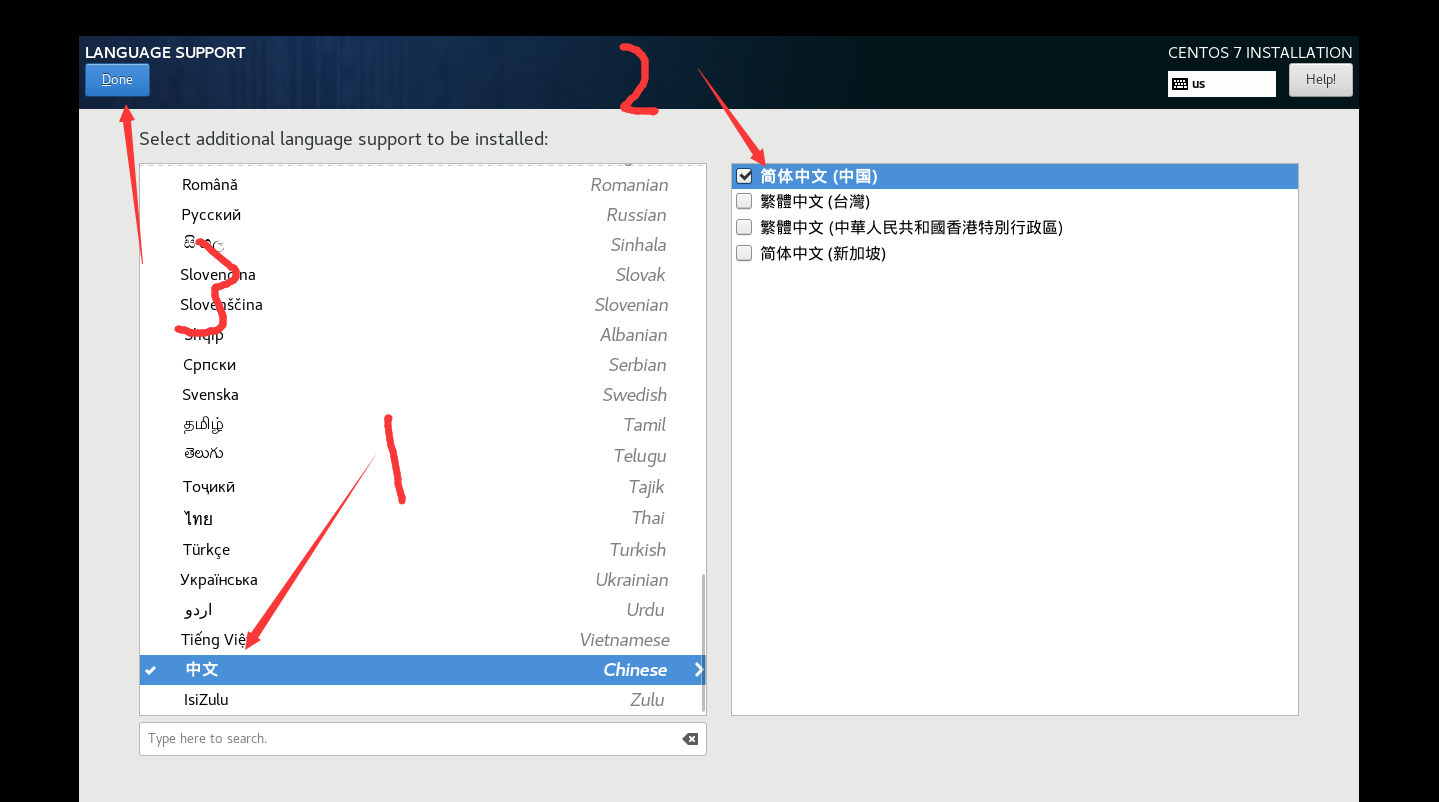 LANGUAGE SUPPORT
CENTOS 7 INSTALLATION
Done
us
Help!
2
Select additional language support to be installed:
Română Romanian
Русский Russian
සිංහල Sinhala
Slovenčina Slovak
Slovenščina Slovenian
Shqip Albanian
Српски Serbian
Svenska Swedish
தமிழ் Tamil
తెలుగు Telugu
Тоҷикӣ Tajik
ไทย Thai
Türkçe Turkish
Українська Ukrainian
اردو Urdu
Tiếng Việt Vietnamese
中文 Chinese
IsiZulu Zulu
3
1
Type here to search.
简体中文 (中国)
繁體中文 (台灣)
繁體中文 (中華人民共和國香港特別行政區)
简体中文 (新加坡)